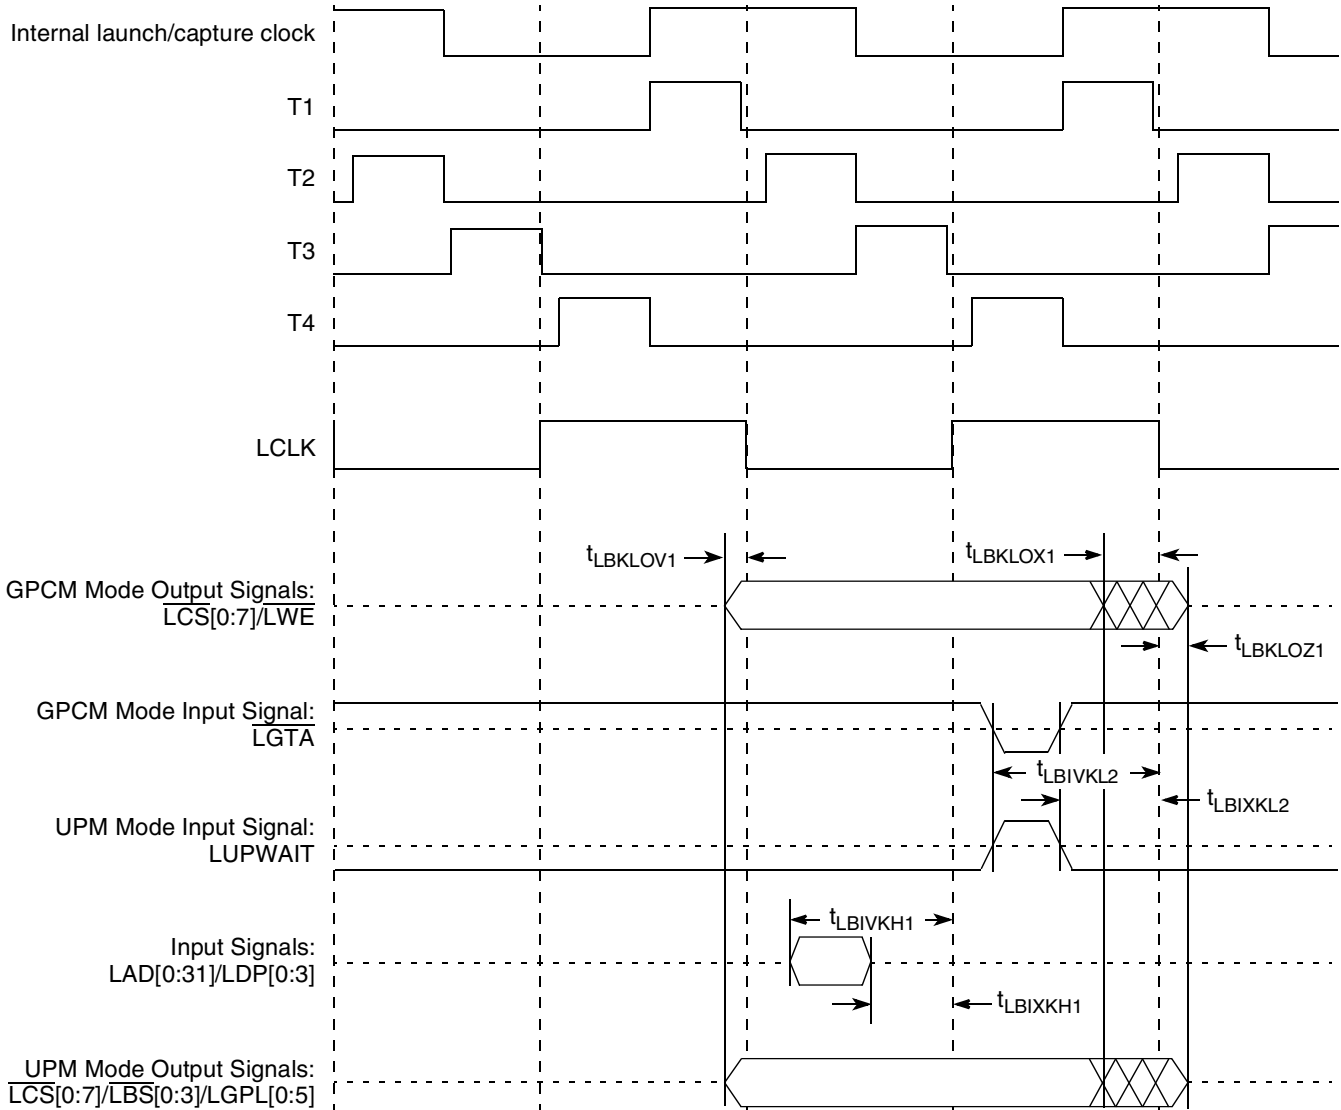 Internal launch/capture clock
T1
T2
T3
T4
LCLK
tLBKLOV1
tLBKLOX1
GPCM Mode Output Signals:
LCS[0:7]/LWE
tLBKLOZ1
GPCM Mode Input Signal:
LGTA
tLBIVKL2
tLBIXKL2
UPM Mode Input Signal:
LUPWAIT
tLBIVKH1
Input Signals:
LAD[0:31]/LDP[0:3]
tLBIXKH1
UPM Mode Output Signals:
LCS[0:7]/LBS[0:3]/LGPL[0:5]